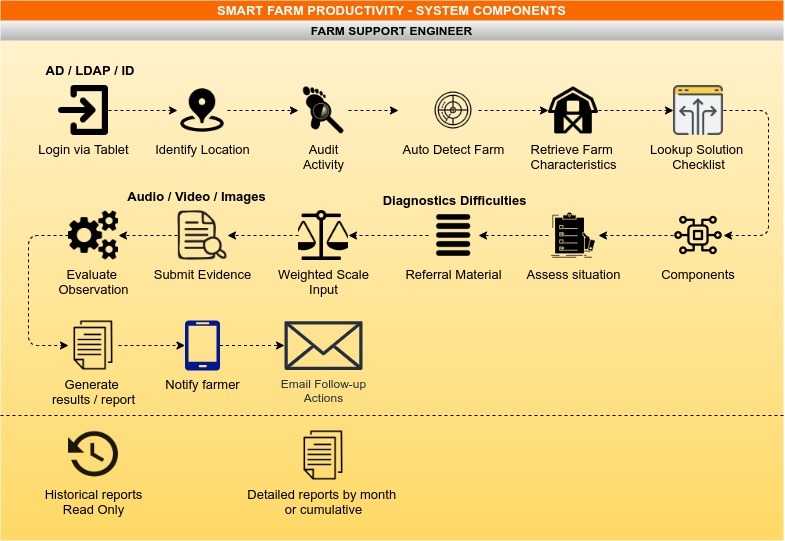 SMART FARM PRODUCTIVITY - SYSTEM COMPONENTS
FARM SUPPORT ENGINEER
AD / LDAP / ID
Login via Tablet
Identify Location
Audit
Activity
Auto Detect Farm
Retrieve Farm
Characteristics
Lookup Solution
Checklist
Audio / Video / Images
Diagnostics Difficulties
Evaluate
Observation
Submit Evidence
Weighted Scale
Input
Referral Material
Assess situation
Components
Generate
results / report
Notify farmer
Email Follow-up
Actions
Historical reports
Read Only
Detailed reports by month
or cumulative